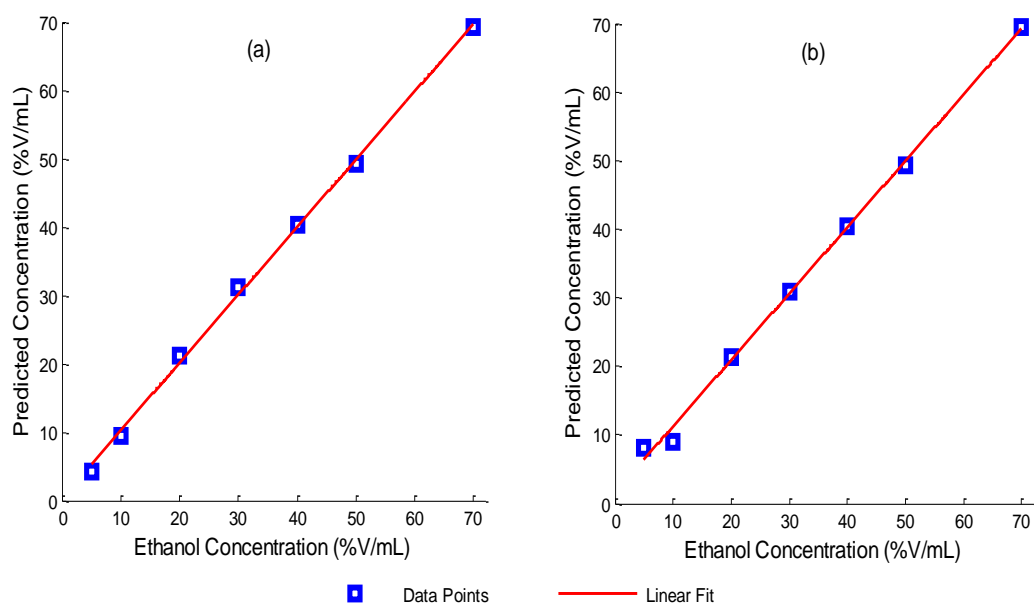 (a)
Predicted Concentration (%V/mL)
70
60
50
40
30
20
10
0
0 10 20 30 40 50 60 70
Ethanol Concentration (%V/mL)
(b)
Predicted Concentration (%V/mL)
70
60
50
40
30
20
10
0
0 10 20 30 40 50 60 70
Ethanol Concentration (%V/mL)
Data Points Linear Fit